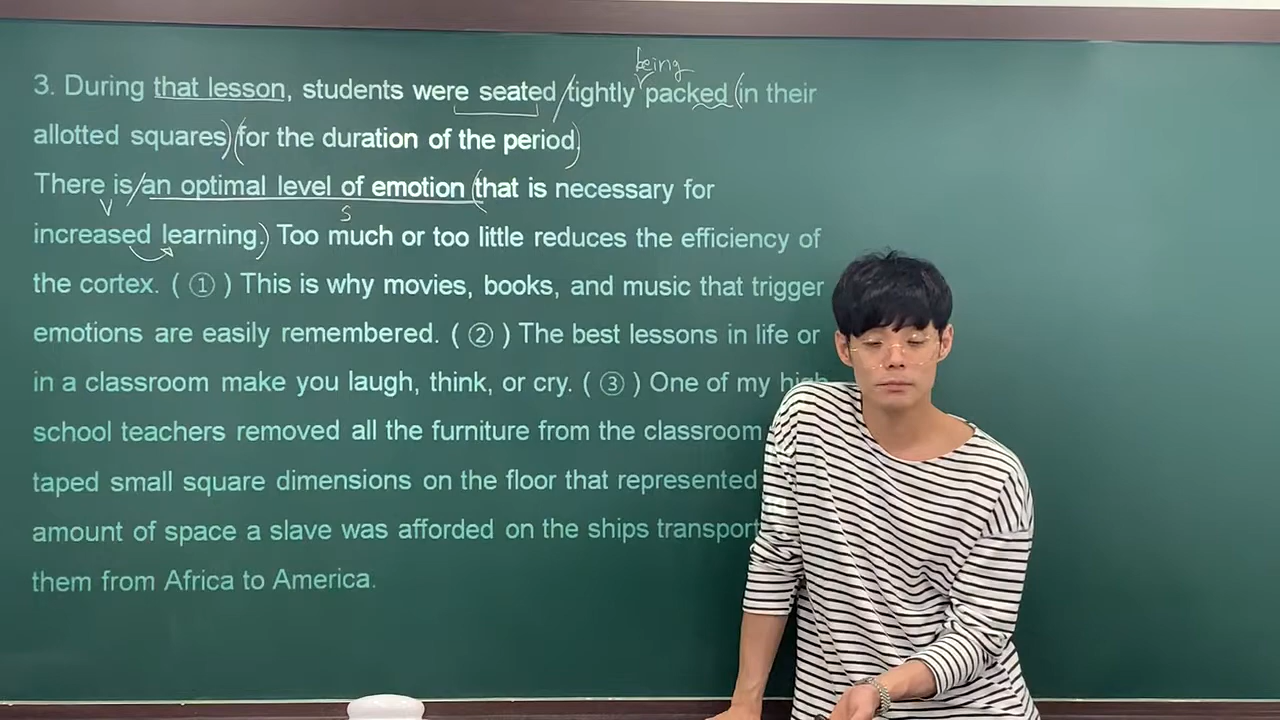 being
3. During that lesson, students were seated / tightly packed (in their
allotted squares) (for the duration of the period)
There is / an optimal level of emotion (that is necessary for
V S
increased learning.) Too much or too little reduces the efficiency of
the cortex. ( ① ) This is why movies, books, and music that trigger
emotions are easily remembered. ( ② ) The best lessons in life or
in a classroom make you laugh, think, or cry. ( ③ ) One of my high
school teachers removed all the furniture from the classroom
taped small square dimensions on the floor that represented
amount of space a slave was afforded on the ships transport
them from Africa to America.